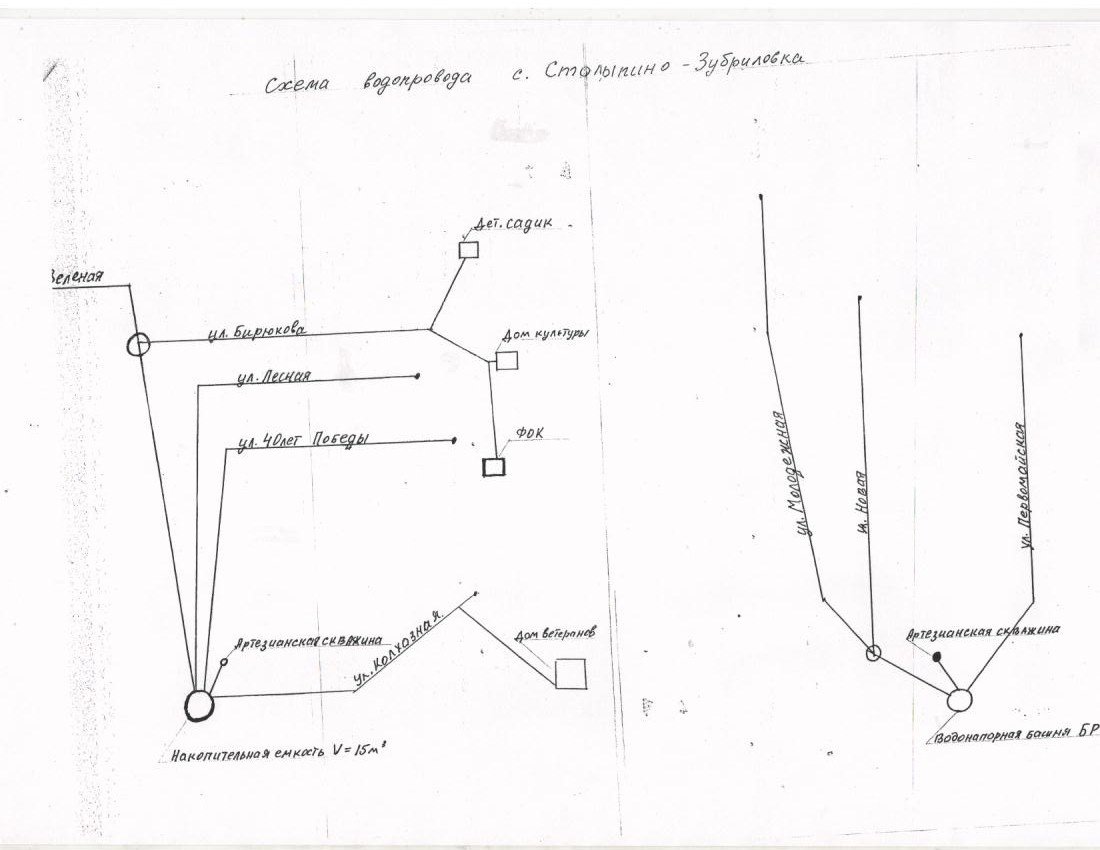 Схема водопровода с. Столыпино - Зубриловка
Дет. садик
Зеленая
ул. Бирюкова
Дом культуры
ул. Лесная
ул. 40лет Победы
ФОК
ул. Молодежная
ул. Новая
ул. Первомайская
Артезианская скважина
ул. Колхозная
Дом ветеранов
Накопительная емкость V = 15м³
Артезианская скважина
Водонапорная башня БР